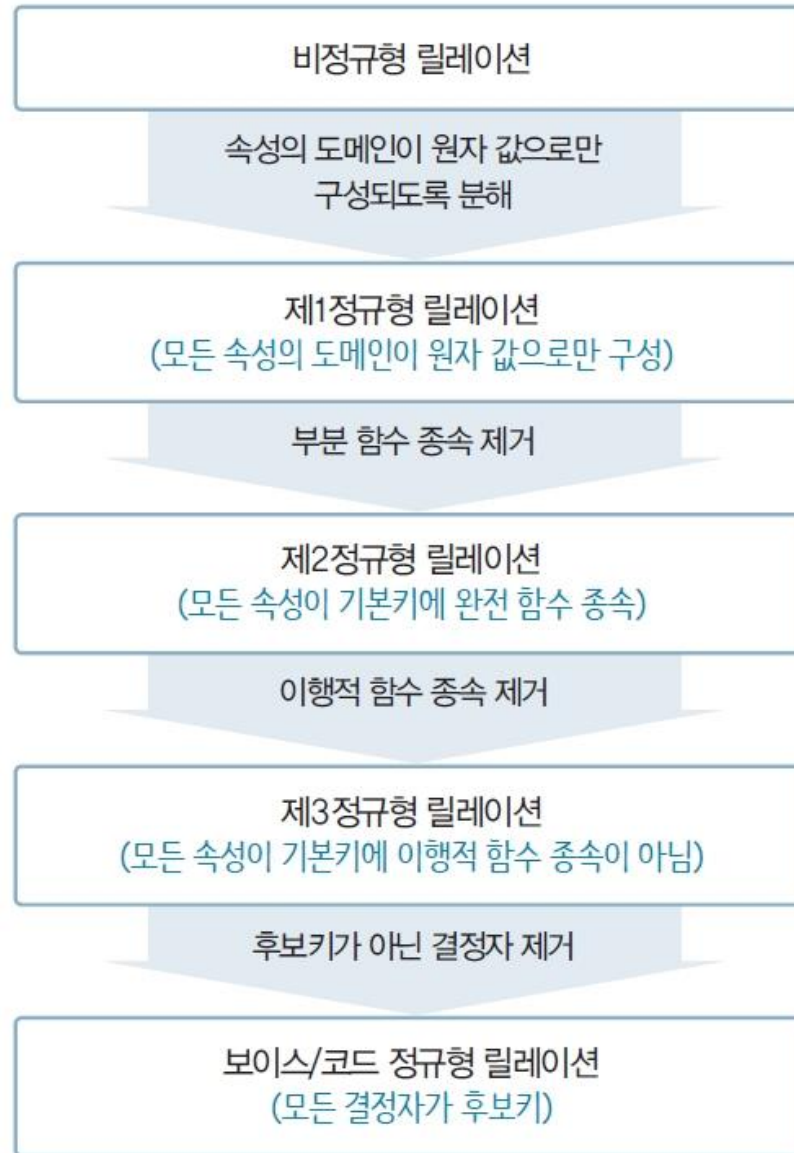 비정규형 릴레이션
속성의 도메인이 원자 값으로만
구성되도록 분해
제1정규형 릴레이션
(모든 속성의 도메인이 원자 값으로만 구성)
부분 함수 종속 제거
제2정규형 릴레이션
(모든 속성이 기본키에 완전 함수 종속)
이행적 함수 종속 제거
제3정규형 릴레이션
(모든 속성이 기본키에 이행적 함수 종속이 아님)
후보키가 아닌 결정자 제거
보이스/코드 정규형 릴레이션
(모든 결정자가 후보키)